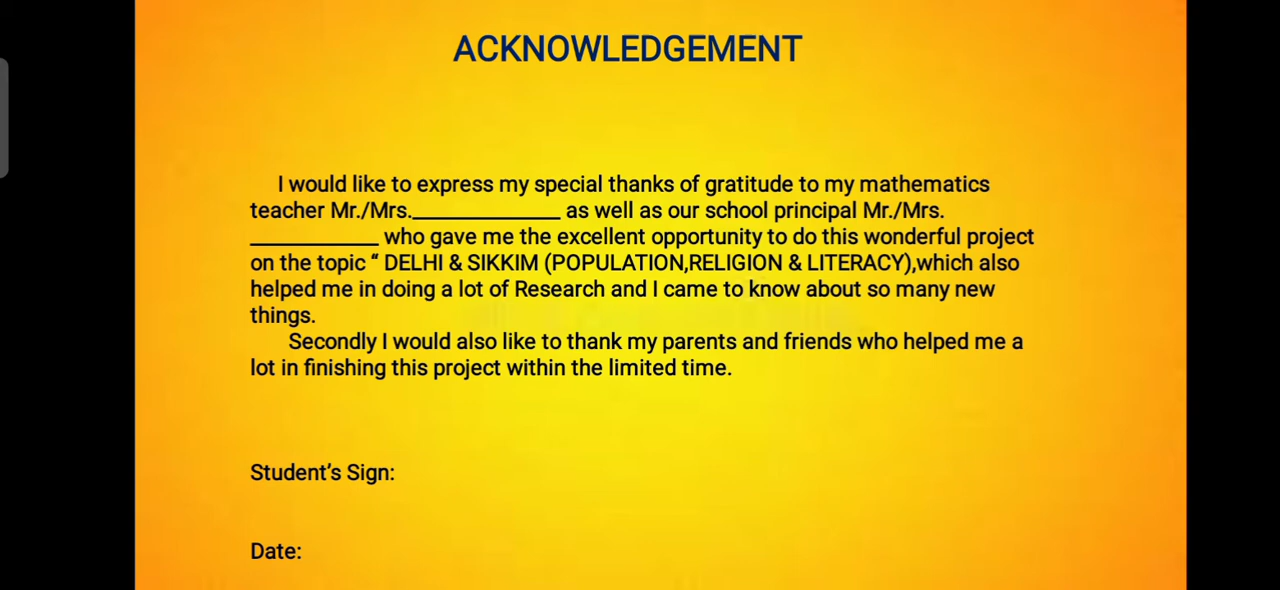 ACKNOWLEDGEMENT
I would like to express my special thanks of gratitude to my mathematics
teacher Mr./Mrs.______________ as well as our school principal Mr./Mrs.
____________ who gave me the excellent opportunity to do this wonderful project
on the topic “ DELHI & SIKKIM (POPULATION,RELIGION & LITERACY),which also
helped me in doing a lot of Research and I came to know about so many new
things.
Secondly I would also like to thank my parents and friends who helped me a
lot in finishing this project within the limited time.
Student’s Sign:
Date: